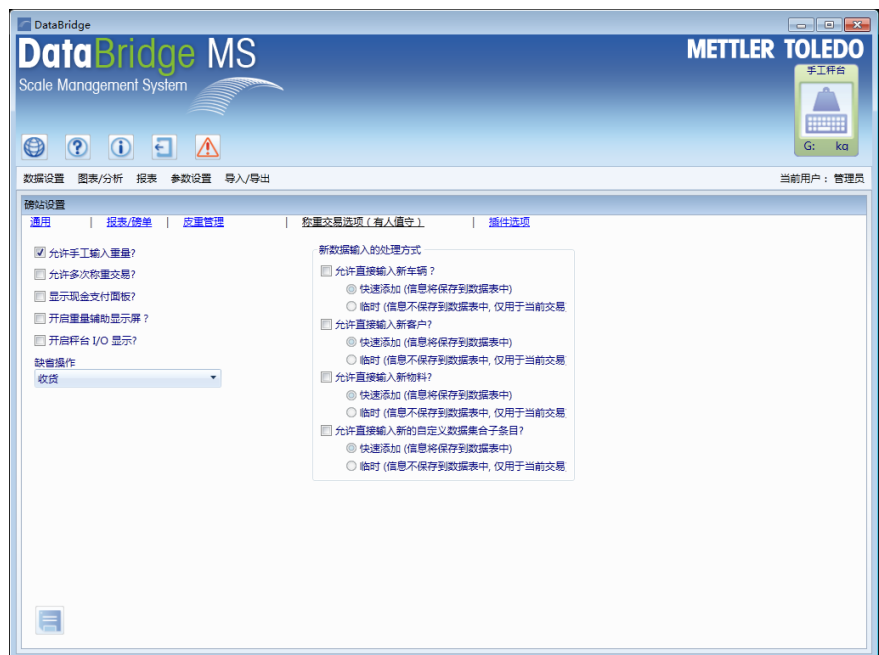 DataBridge
DataBridge MS
Scale Management System
METTLER TOLEDO
手工秤台
G: kg
数据设置 图表/分析 报表 参数设置 导入/导出
当前用户： 管理员
磅站设置
通用 | 报表/磅单 | 皮重管理 | 称重交易选项（有人值守） | 插件选项
允许手工输入重量?
允许多次称重交易?
显示现金支付面板?
开启重量辅助显示屏？
开启秤台 I/O 显示?
缺省操作
收货
新数据输入的处理方式
允许直接输入新车辆？
快速添加 (信息将保存到数据表中)
临时 (信息不保存到数据表中, 仅用于当前交易
允许直接输入新客户?
快速添加 (信息将保存到数据表中)
临时 (信息不保存到数据表中, 仅用于当前交易
允许直接输入新物料?
快速添加 (信息将保存到数据表中)
临时 (信息不保存到数据表中, 仅用于当前交易
允许直接输入新的自定义数据集合子条目?
快速添加 (信息将保存到数据表中)
临时 (信息不保存到数据表中, 仅用于当前交易